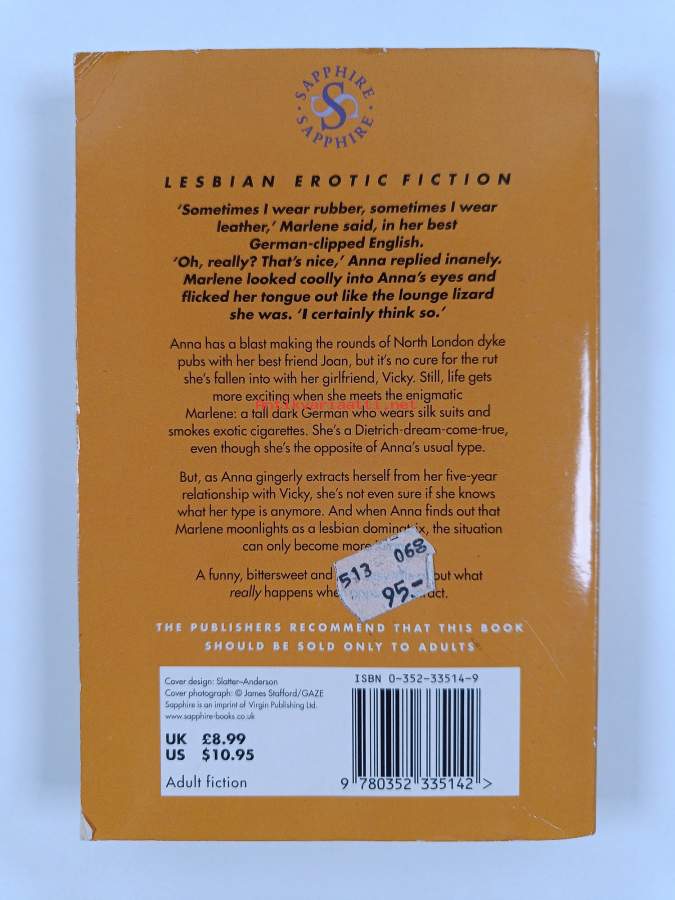 SAPPHIRE
S
SAPPHIRE
LESBIAN EROTIC FICTION
'Sometimes I wear rubber, sometimes I wear
leather,' Marlene said, in her best
German-clipped English.
'Oh, really? That's nice,' Anna replied inanely.
Marlene looked coolly into Anna's eyes and
flicked her tongue out like the lounge lizard
she was. 'I certainly think so.'
Anna has a blast making the rounds of North London dyke
pubs with her best friend Joan, but it's no cure for the rut
she's fallen into with her girlfriend, Vicky. Still, life gets
more exciting when she meets the enigmatic
Antikvariaatti.net
Marlene: a tall dark German who wears silk suits and
smokes exotic cigarettes. She's a Dietrich-dream-come-true,
even though she's the opposite of Anna's usual type.
But, as Anna gingerly extracts herself from her five-year
relationship with Vicky, she's not even sure if she knows
what her type is anymore. And when Anna finds out that
Marlene moonlights as a lesbian dominatrix, the situation
can only become more
A funny, bittersweet and out what
really happens
513 068
95.-
THE PUBLISHERS RECOMMEND THAT THIS BOOK
SHOULD BE SOLD ONLY TO ADULTS
Cover design: Slatter-Anderson
Cover photograph: © James Stafford/GAZE
Sapphire is an imprint of Virgin Publishing Ltd.
www.sapphire-books.co.uk
UK £8.99
US $10.95
Adult fiction
ISBN 0-352-33514-9
9 780352 335142 >